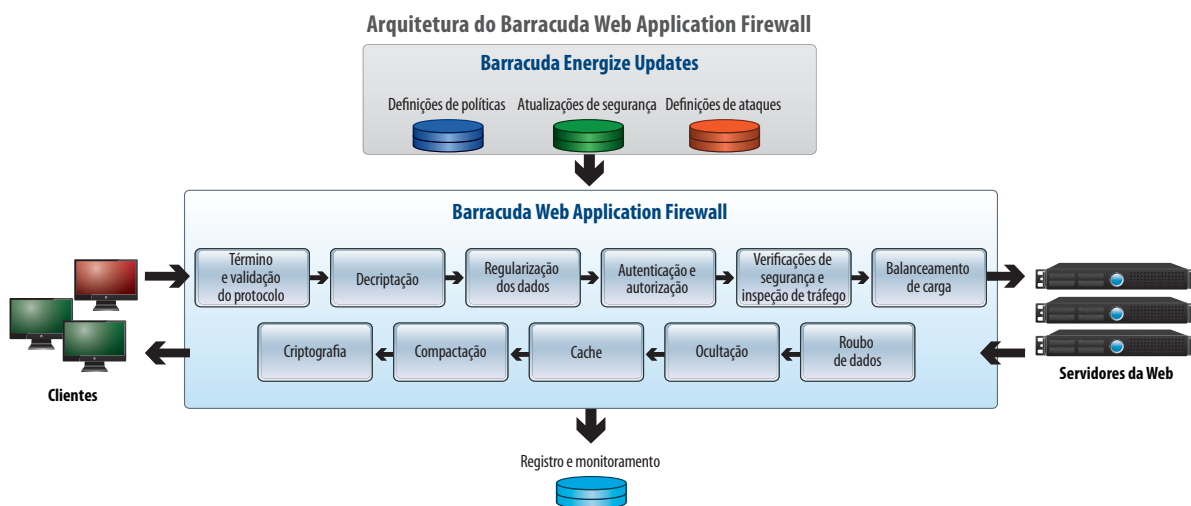 Arquitetura do Barracuda Web Application Firewall
Barracuda Energize Updates
Definições de políticas
Atualizações de segurança
Definições de ataques
Barracuda Web Application Firewall
Término
e validação
do protocolo
Decriptação
Regularização
dos dados
Autenticação e
autorização
Verificações de
segurança e
inspeção de tráfego
Balanceamento
de carga
Criptografia
Compactação
Cache
Ocultação
Roubo
de dados
Clientes
Servidores da Web
Registro e monitoramento